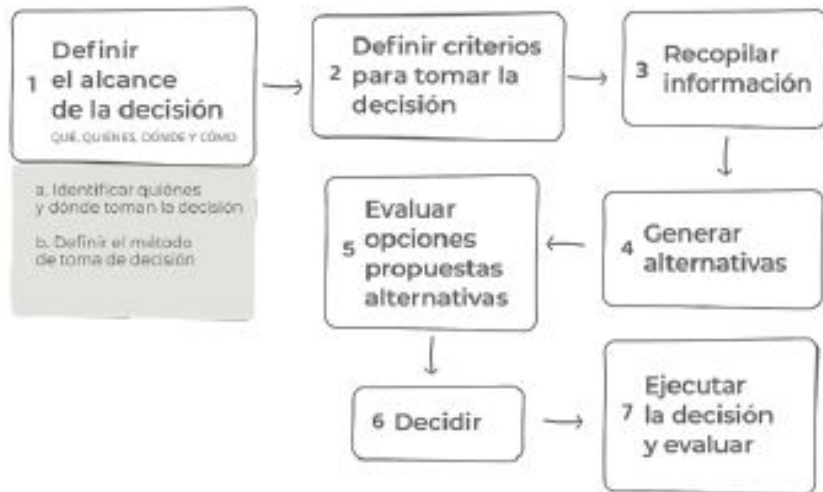 1 Definir
el alcance
de la decisión
QUÉ, QUIÉNES, DÓNDE Y CÓMO
a. Identificar quiénes
y dónde toman la decisión
b. Definir el método
de toma de decisión
2 Definir criterios
para tomar la
decisión
3 Recopilar
información
4 Generar
alternativas
5 Evaluar
opciones
propuestas
alternativas
6 Decidir
7 Ejecutar
la decisión
y evaluar